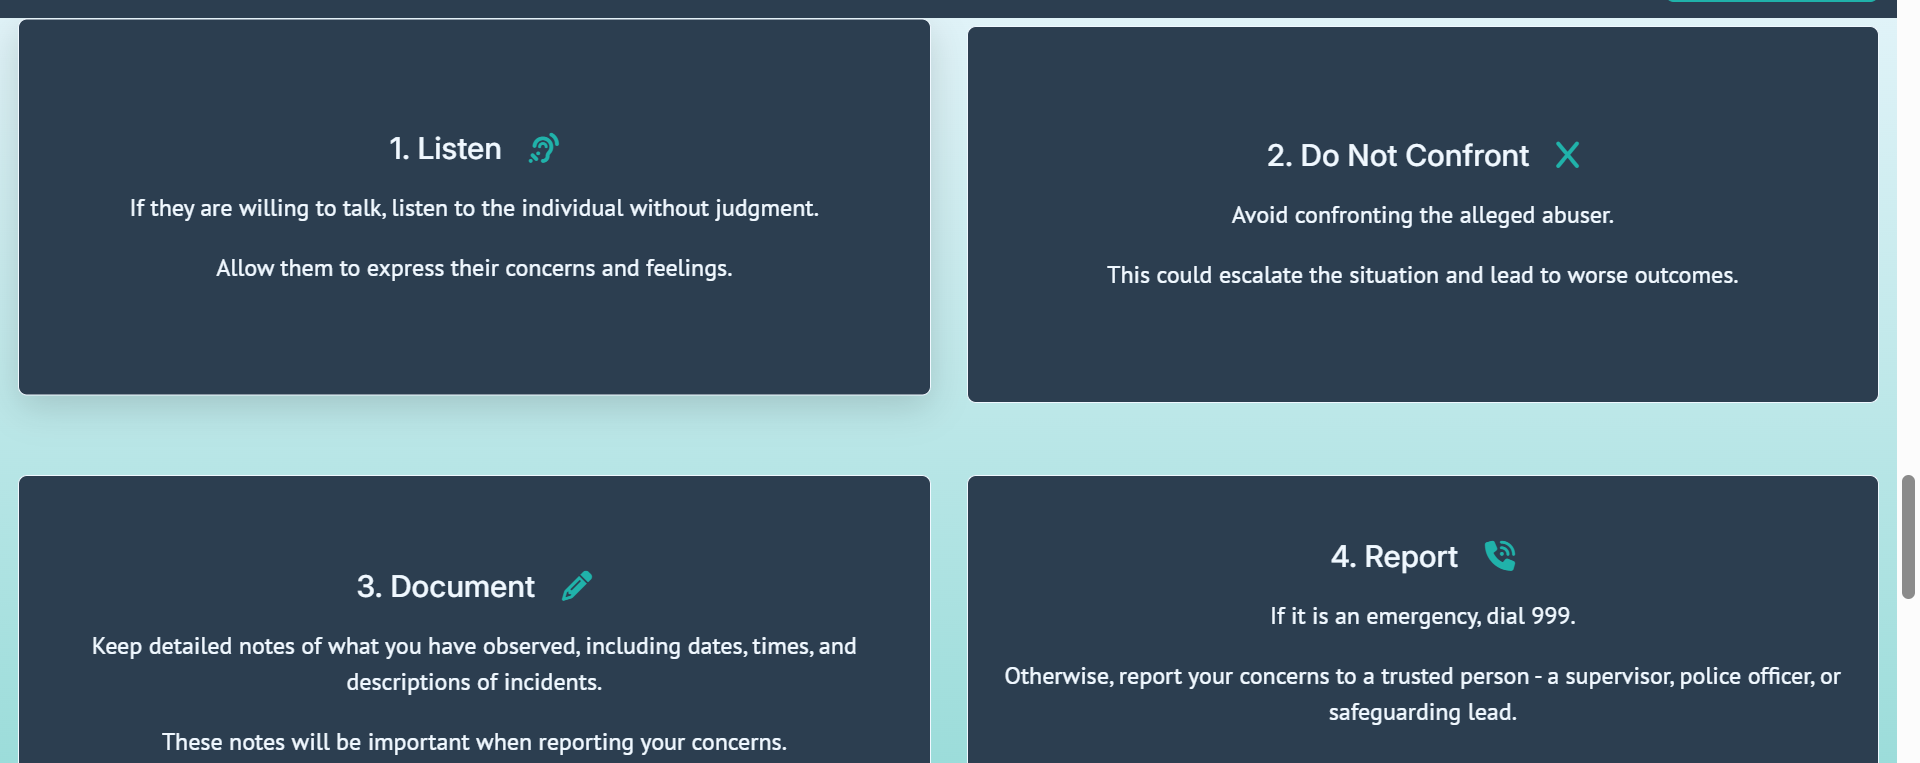 1. Listen
If they are willing to talk, listen to the individual without judgment.
Allow them to express their concerns and feelings.
2. Do Not Confront
Avoid confronting the alleged abuser.
This could escalate the situation and lead to worse outcomes.
3. Document
Keep detailed notes of what you have observed, including dates, times, and
descriptions of incidents.
These notes will be important when reporting your concerns.
4. Report
If it is an emergency, dial 999.
Otherwise, report your concerns to a trusted person - a supervisor, police officer, or
safeguarding lead.